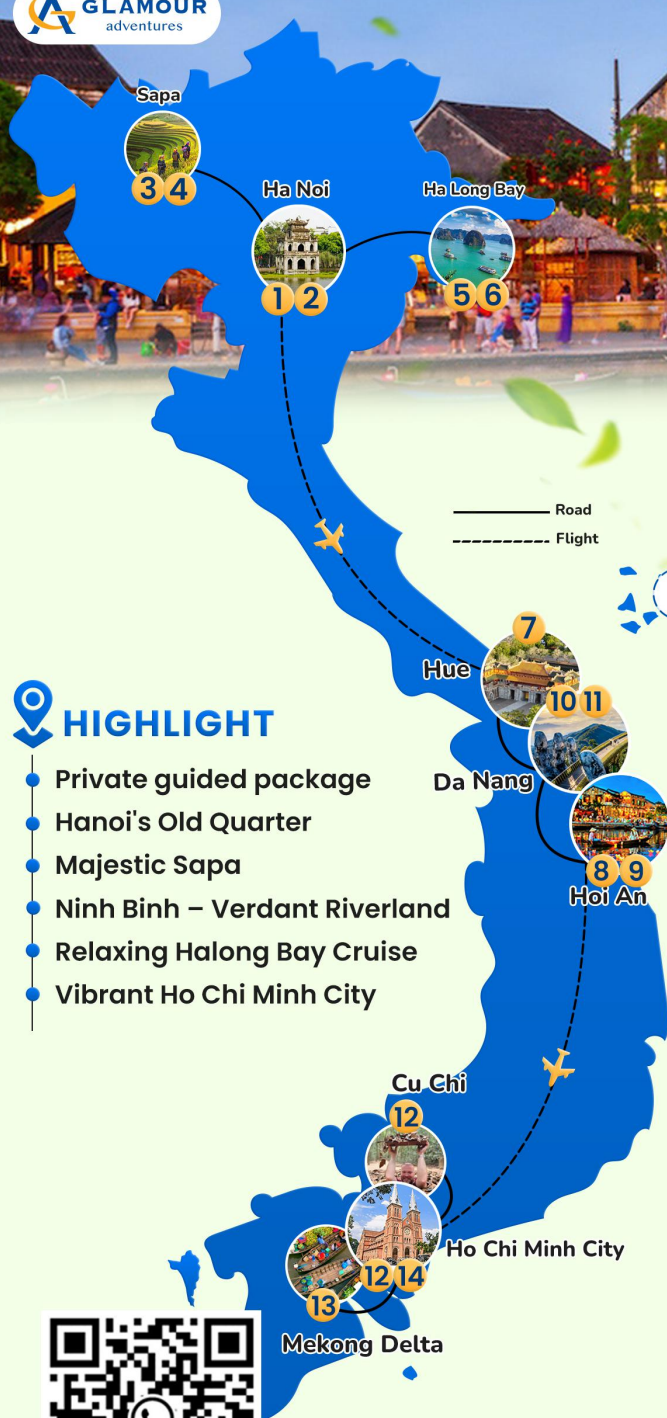 GLAMOUR
adventures
Sapa
3 4
Ha Noi
1 2
Ha Long Bay
5 6
Road
Flight
7
Hue
10 11
Da Nang
8 9
Hoi An
HIGHLIGHT
Private guided package
Hanoi's Old Quarter
Majestic Sapa
Ninh Binh – Verdant Riverland
Relaxing Halong Bay Cruise
Vibrant Ho Chi Minh City
Cu Chi
12
Ho Chi Minh City
12 14
13
Mekong Delta